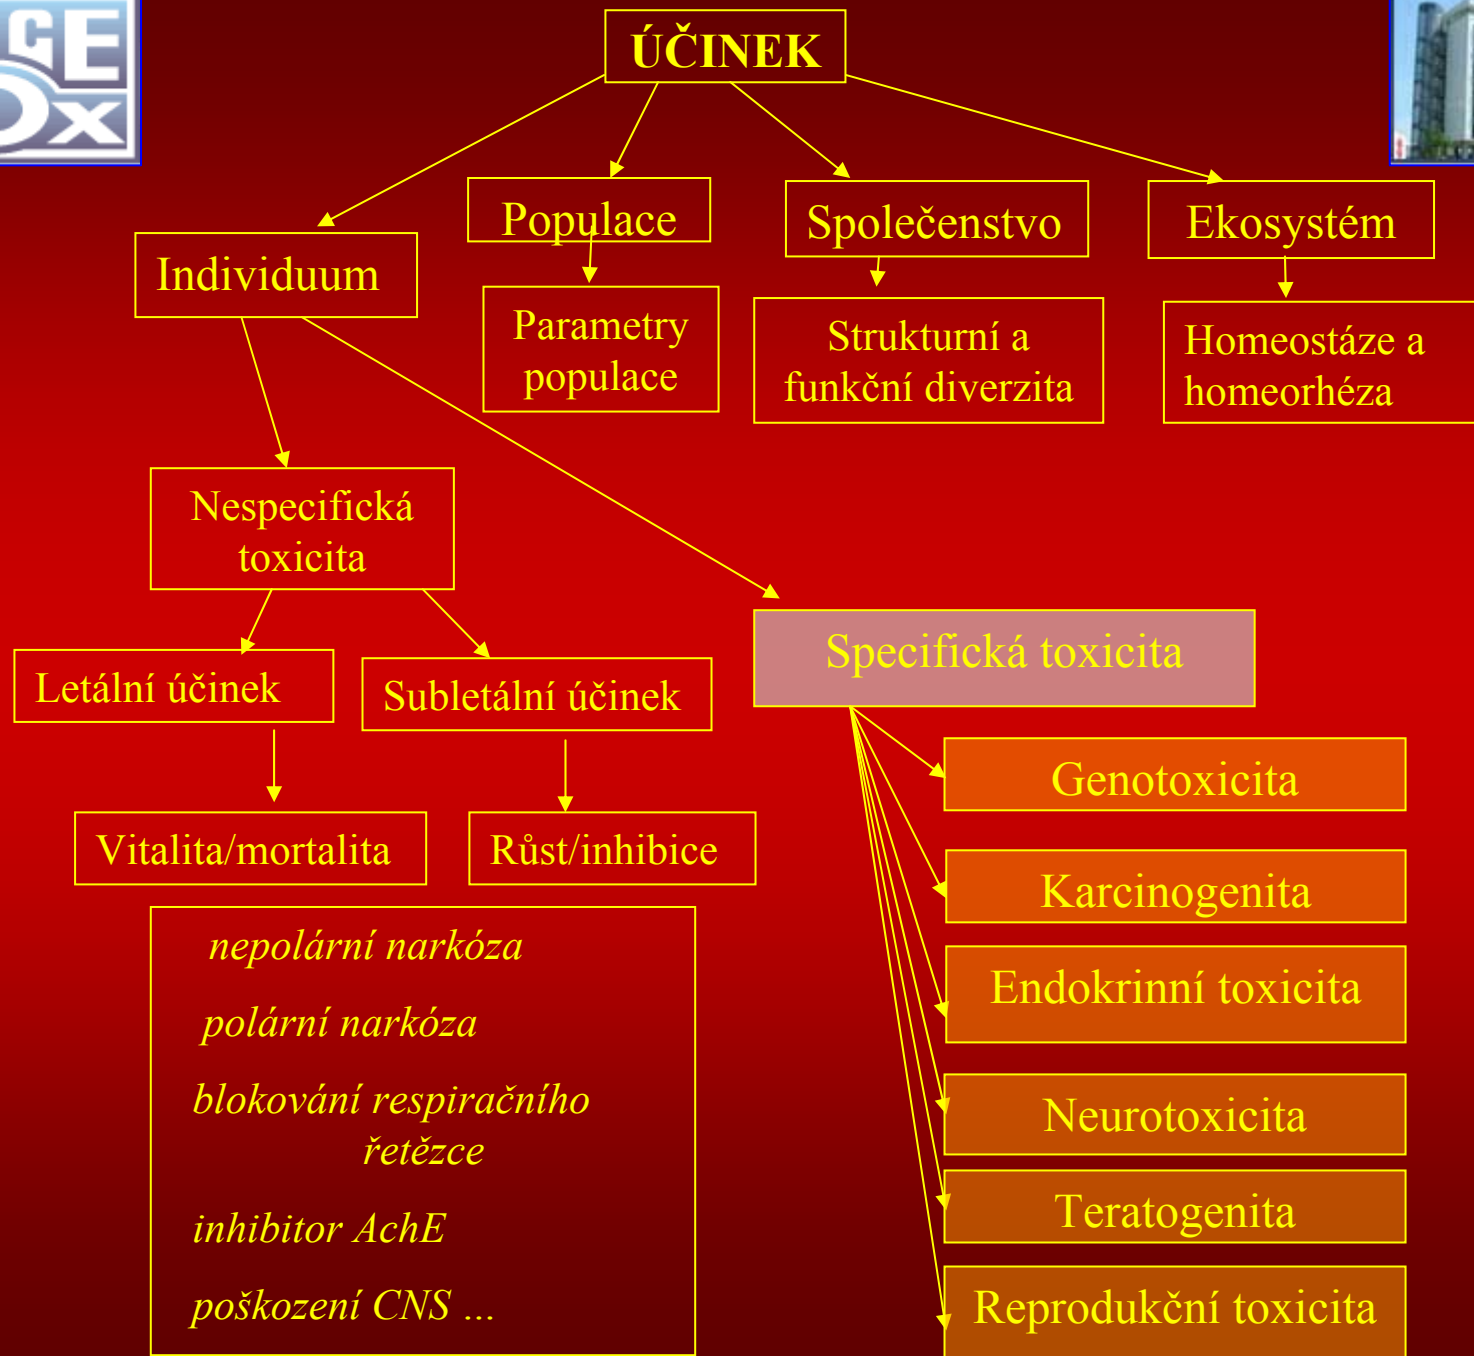 CE
OX
ÚČINEK
Populace
Společenstvo
Ekosystém
Individuum
Parametry
populace
Strukturní a
funkční diverzita
Homeostáze a
homeorhéza
Nespecifická
toxicita
Specifická toxicita
Letální účinek
Subletální účinek
Vitalita/mortalita
Růst/inhibice
nepolární narkóza
polární narkóza
blokování respiračního
řetězce
inhibitor AchE
poškození CNS ...
Genotoxicita
Karcinogenita
Endokrinní toxicita
Neurotoxicita
Teratogenita
Reprodukční toxicita